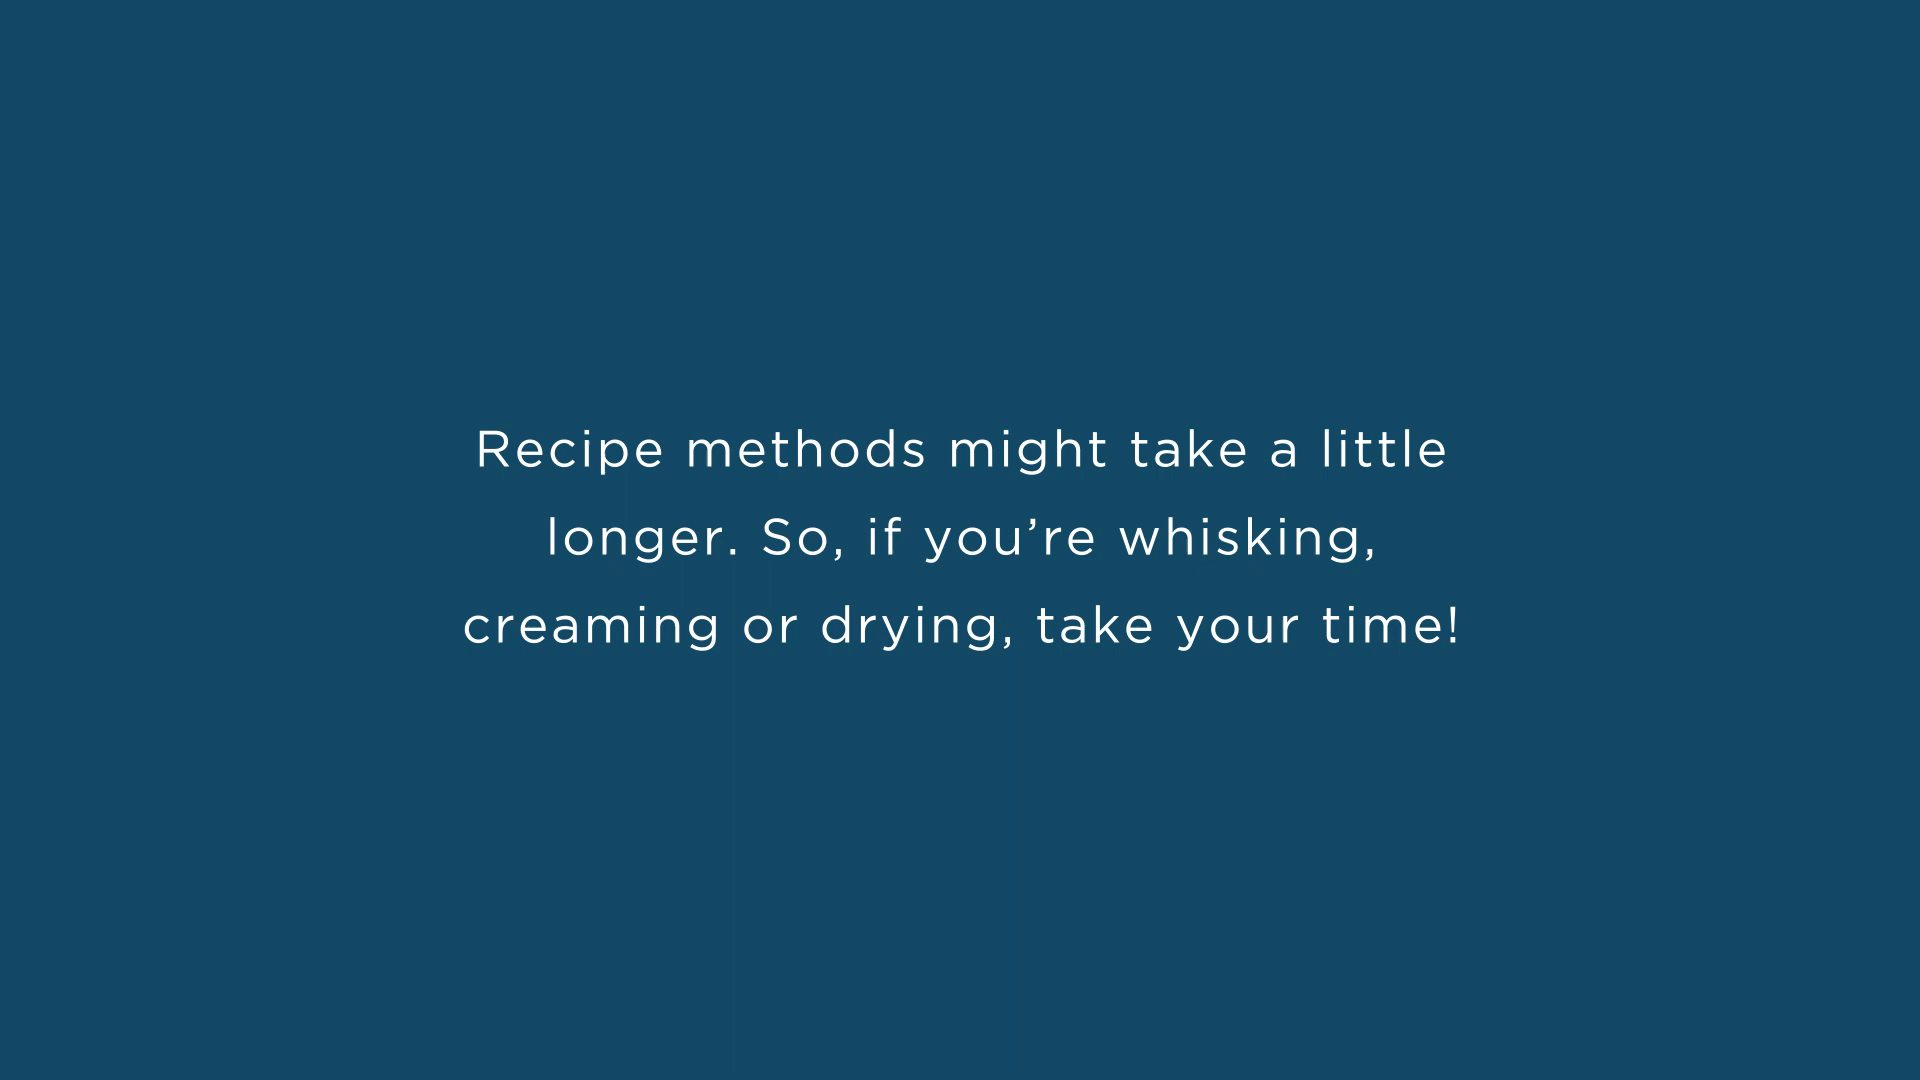 Recipe methods might take a little
longer. So, if you’re whisking,
creaming or drying, take your time!